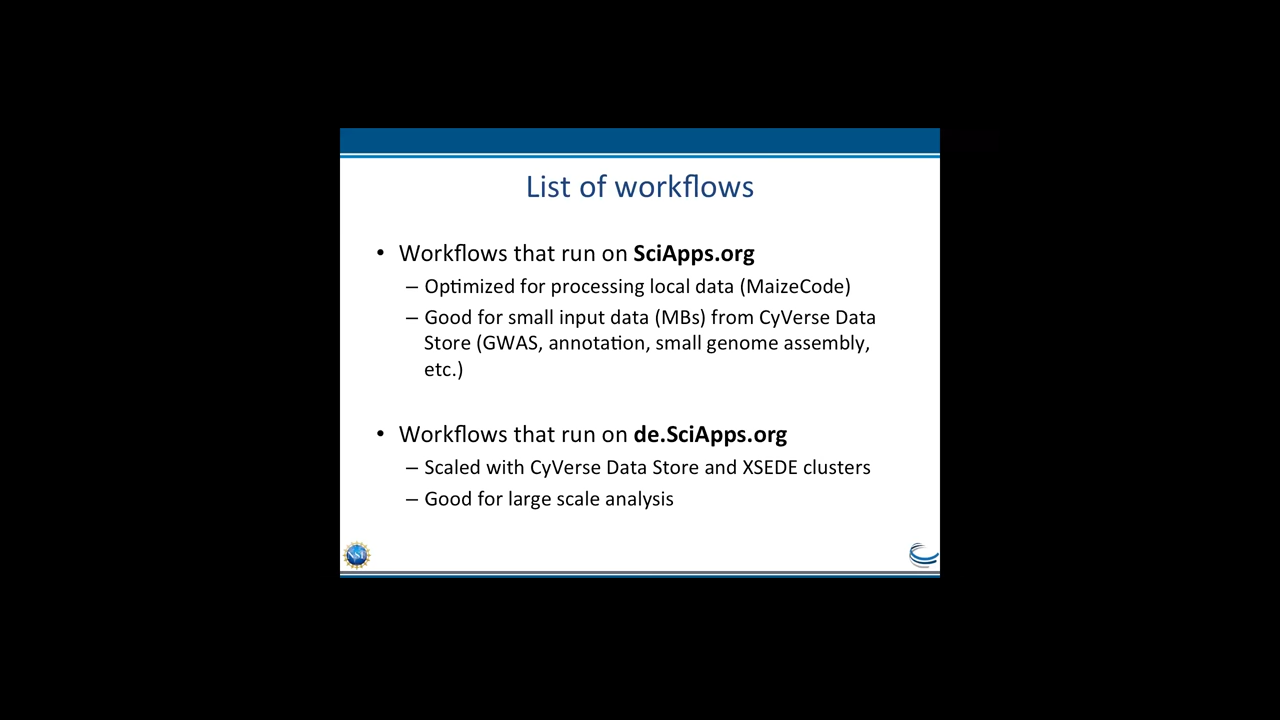 List of workflows
• Workflows that run on SciApps.org
– Optimized for processing local data (MaizeCode)
– Good for small input data (MBs) from CyVerse Data
Store (GWAS, annotation, small genome assembly,
etc.)
• Workflows that run on de.SciApps.org
– Scaled with CyVerse Data Store and XSEDE clusters
– Good for large scale analysis
NSF